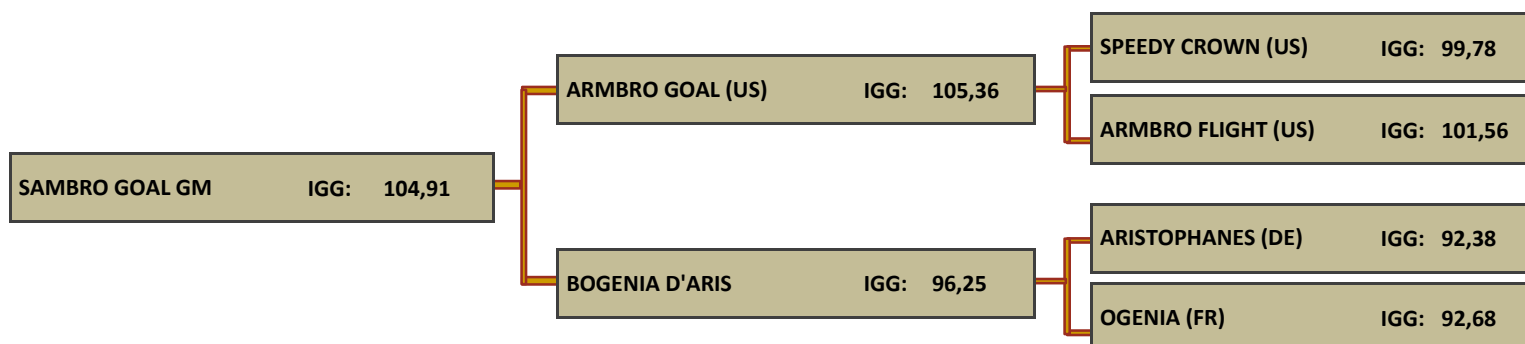 SPEEDY CROWN (US) IGG: 99,78
ARMBRO GOAL (US) IGG: 105,36
ARMBRO FLIGHT (US) IGG: 101,56
SAMBRO GOAL GM IGG: 104,91
ARISTOPHANES (DE) IGG: 92,38
BOGENIA D'ARIS IGG: 96,25
OGENIA (FR) IGG: 92,68